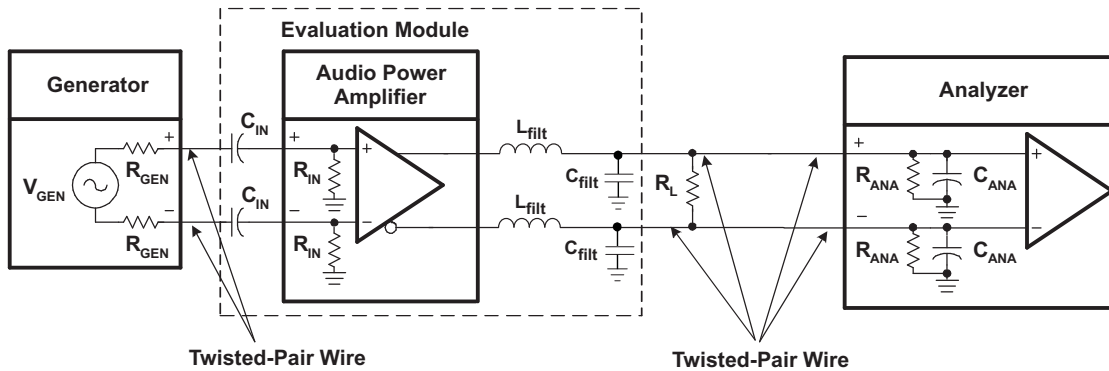 Evaluation Module
Generator
Audio Power
Amplifier
Analyzer
V_GEN
R_GEN
R_GEN
+
−
C_IN
C_IN
+
−
R_IN
R_IN
+
−
L_filt
L_filt
C_filt
C_filt
R_L
+
−
R_ANA
C_ANA
R_ANA
C_ANA
+
−
Twisted-Pair Wire
Twisted-Pair Wire